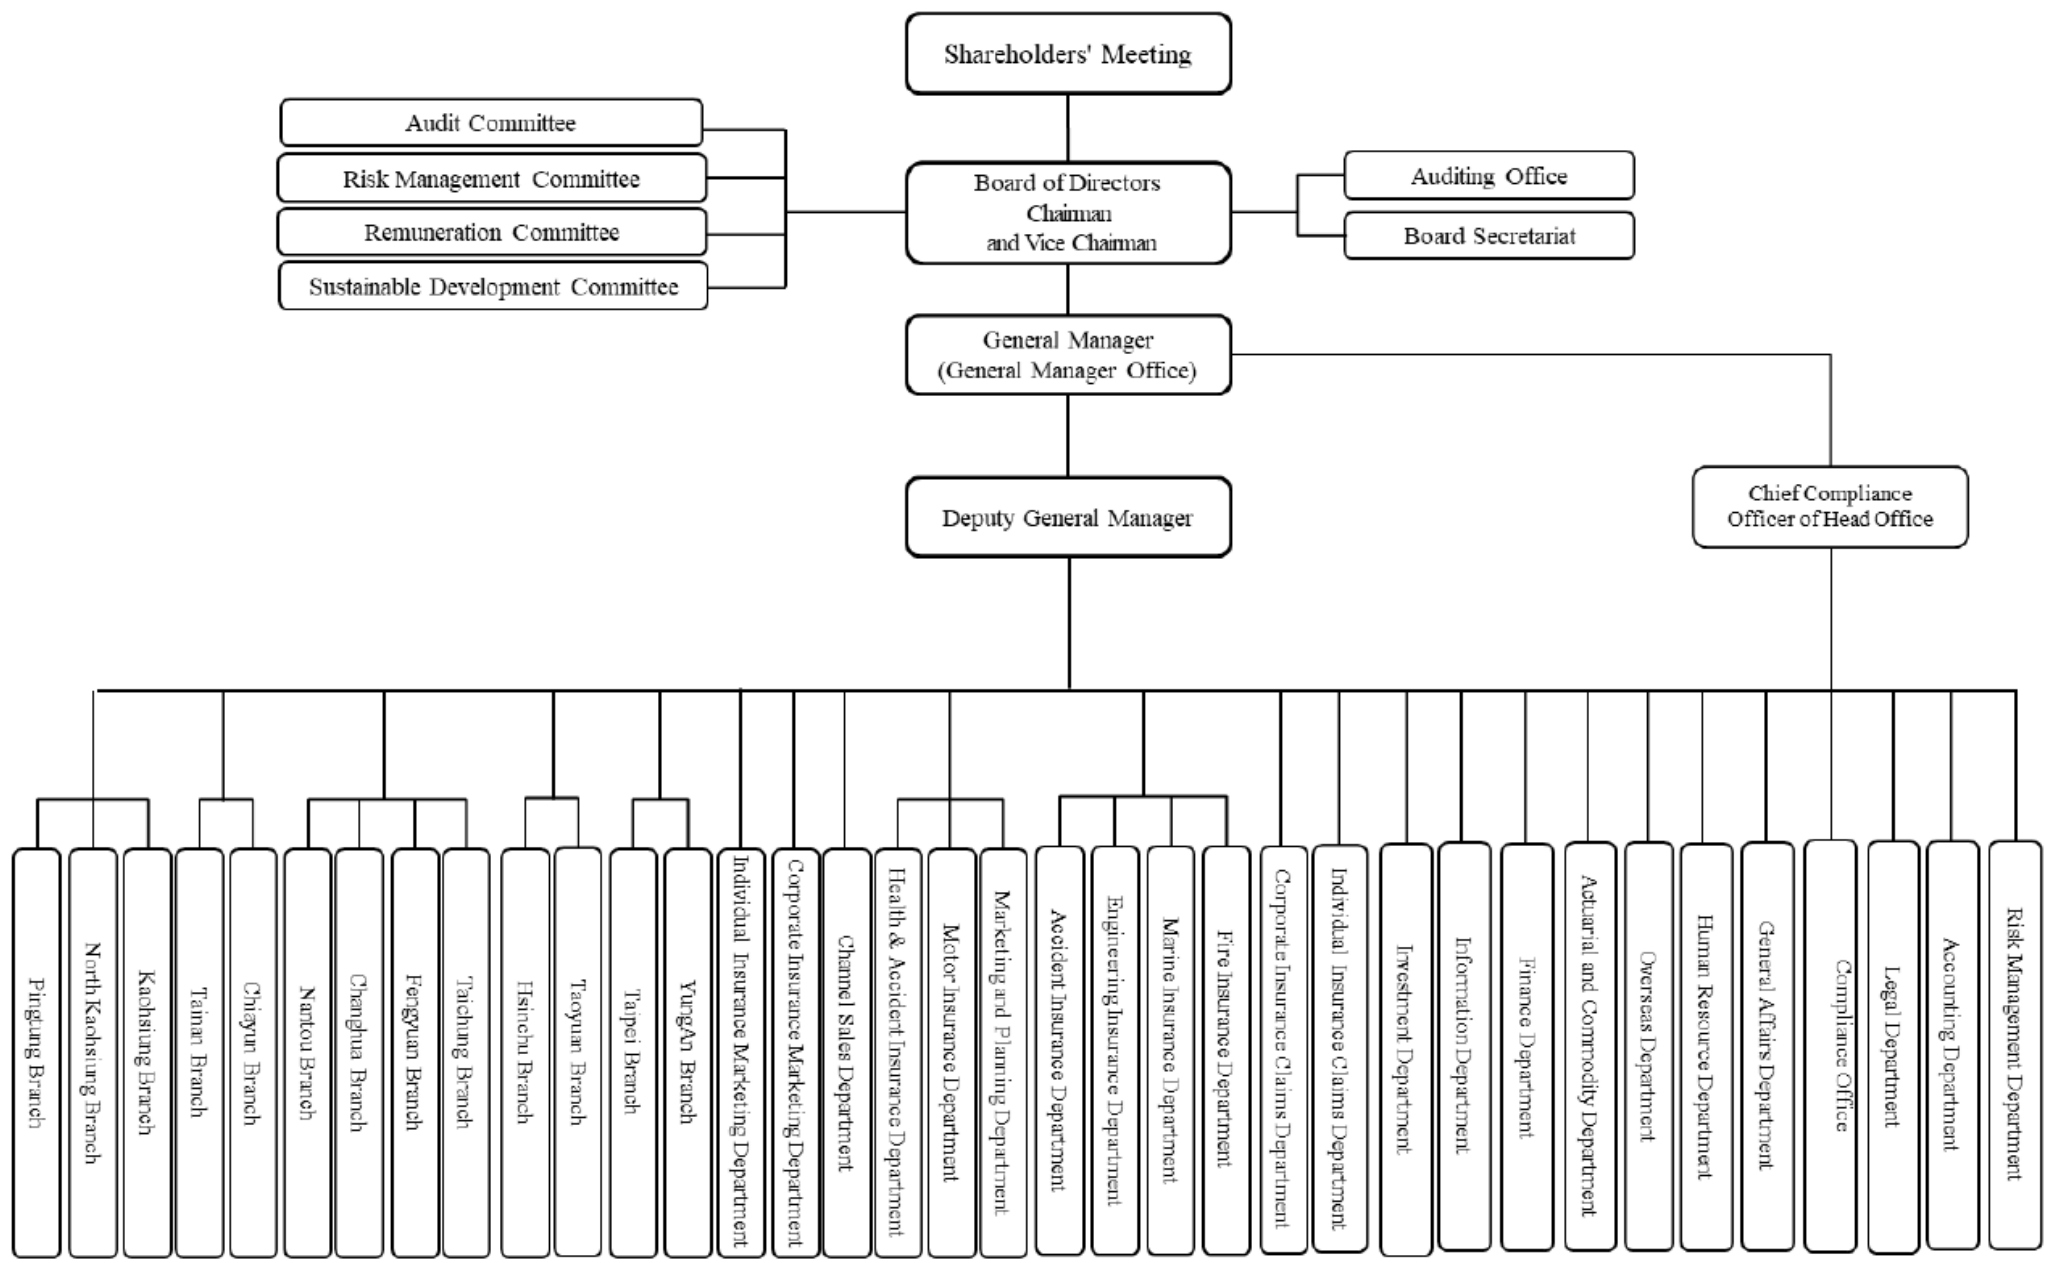 Shareholders' Meeting
Audit Committee
Risk Management Committee
Remuneration Committee
Sustainable Development Committee
Board of Directors
Chairman
and Vice Chairman
Auditing Office
Board Secretariat
General Manager
(General Manager Office)
Deputy General Manager
Chief Compliance
Officer of Head Office
Pingtung Branch
North Kaohsiung Branch
Kaohsiung Branch
Tainan Branch
Chiayun Branch
Nantou Branch
Changhua Branch
Fengyuan Branch
Taichung Branch
Hsinchu Branch
Taoyuan Branch
Taipei Branch
YungAn Branch
Individual Insurance Marketing Department
Corporate Insurance Marketing Department
Channel Sales Department
Health & Accident Insurance Department
Motor Insurance Department
Marketing and Planning Department
Accident Insurance Department
Engineering Insurance Department
Marine Insurance Department
Fire Insurance Department
Corporate Insurance Claims Department
Individual Insurance Claims Department
Investment Department
Information Department
Finance Department
Actuarial and Commodity Department
Overseas Department
Human Resource Department
General Affairs Department
Compliance Office
Legal Department
Accounting Department
Risk Management Department